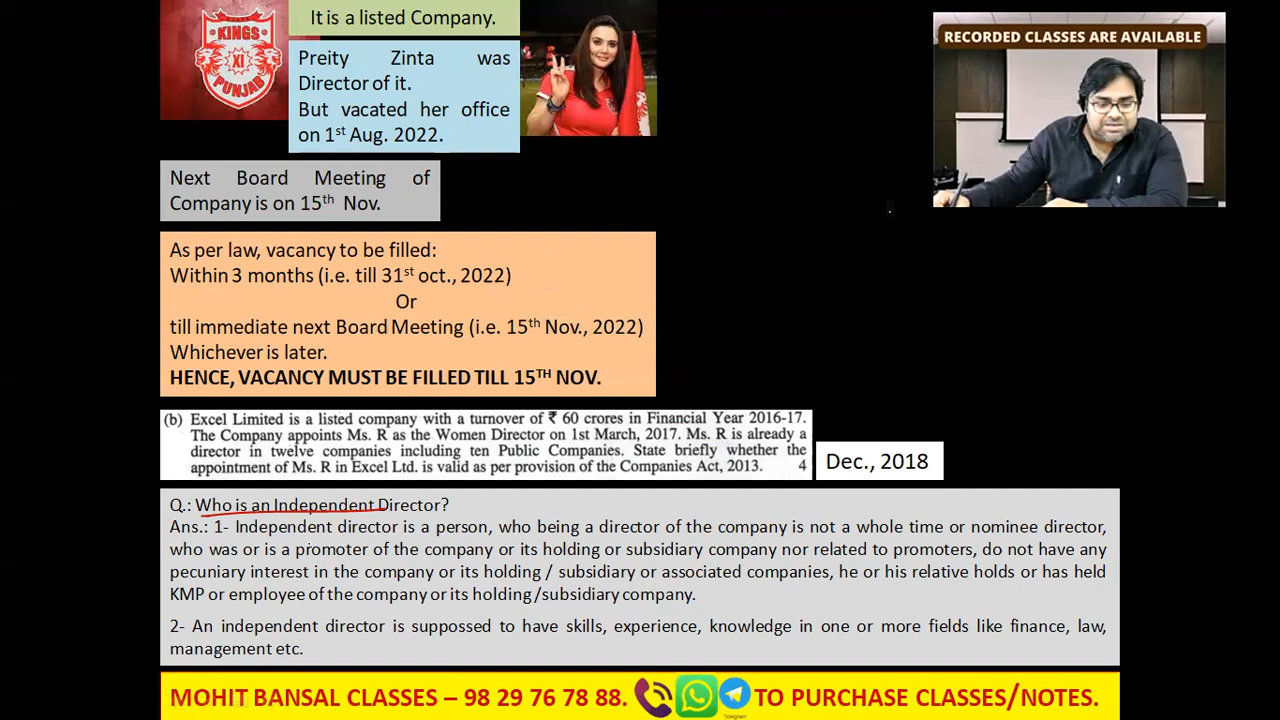 KINGS
XI
PUNJAB
It is a listed Company.
Preity Zinta was
Director of it.
But vacated her office
on 1st Aug. 2022.
RECORDED CLASSES ARE AVAILABLE
Next Board Meeting of
Company is on 15th Nov.
As per law, vacancy to be filled:
Within 3 months (i.e. till 31st oct., 2022)
Or
till immediate next Board Meeting (i.e. 15th Nov., 2022)
Whichever is later.
HENCE, VACANCY MUST BE FILLED TILL 15TH NOV.
(b) Excel Limited is a listed company with a turnover of ₹ 60 crores in Financial Year 2016-17.
The Company appoints Ms. R as the Women Director on 1st March, 2017. Ms. R is already a
director in twelve companies including ten Public Companies. State briefly whether the
appointment of Ms. R in Excel Ltd. is valid as per provision of the Companies Act, 2013. 4
Dec., 2018
Q.: Who is an Independent Director?
Ans.: 1- Independent director is a person, who being a director of the company is not a whole time or nominee director,
who was or is a promoter of the company or its holding or subsidiary company nor related to promoters, do not have any
pecuniary interest in the company or its holding / subsidiary or associated companies, he or his relative holds or has held
KMP or employee of the company or its holding/subsidiary company.
2- An independent director is suppossed to have skills, experience, knowledge in one or more fields like finance, law,
management etc.
MOHIT BANSAL CLASSES – 98 29 76 78 88. TO PURCHASE CLASSES/NOTES.
Telegram